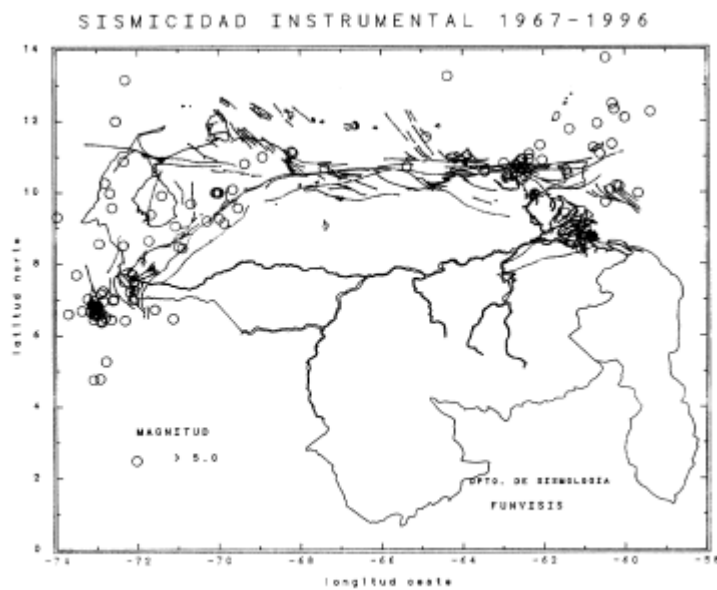 SISMICIDAD INSTRUMENTAL 1967-1996
14
12
10
8
6
4
2
0
latitud norte
MAGNITUD
> 5.0
DPTO. DE SISMOLOGIA
FUNVISIS
-74 -72 -70 -68 -66 -64 -62 -60 -58
longitud oeste